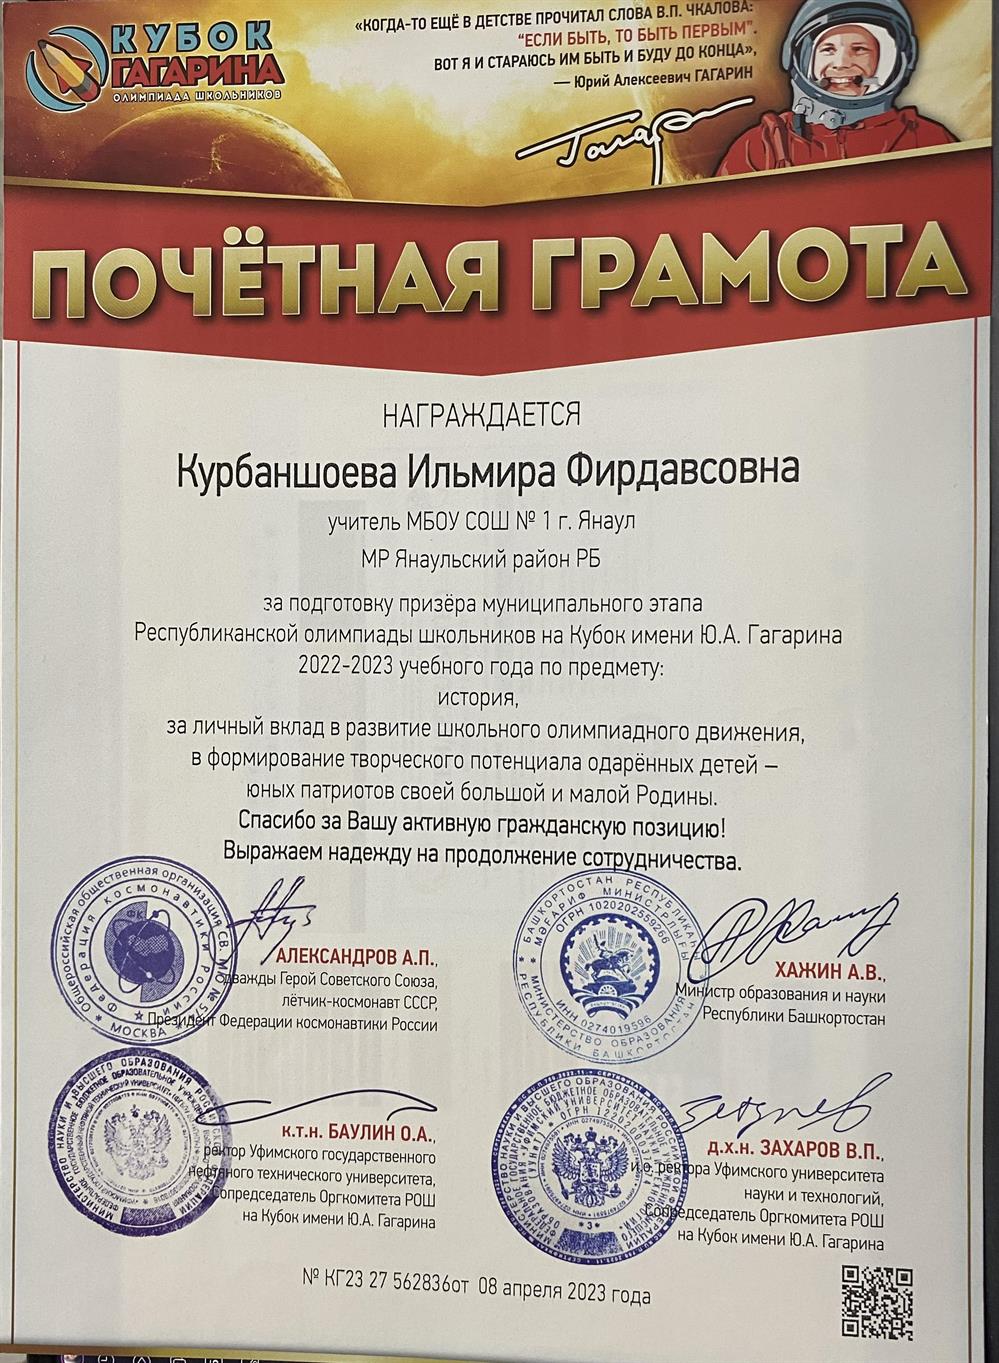 КУБОК
ГАГАРИНА
ОЛИМПИАДА ШКОЛЬНИКОВ
«КОГДА-ТО ЕЩЁ В ДЕТСТВЕ ПРОЧИТАЛ СЛОВА В.П. ЧКАЛОВА:
"ЕСЛИ БЫТЬ, ТО БЫТЬ ПЕРВЫМ".
ВОТ Я И СТАРАЮСЬ ИМ БЫТЬ И БУДУ ДО КОНЦА»,
— Юрий Алексеевич ГАГАРИН
ПОЧЁТНАЯ ГРАМОТА
НАГРАЖДАЕТСЯ
Курбаншоева Ильмира Фирдавсовна
учитель МБОУ СОШ № 1 г. Янаул
МР Янаульский район РБ
за подготовку призёра муниципального этапа
Республиканской олимпиады школьников на Кубок имени Ю.А. Гагарина
2022-2023 учебного года по предмету:
история,
за личный вклад в развитие школьного олимпиадного движения,
в формирование творческого потенциала одарённых детей –
юных патриотов своей большой и малой Родины.
Спасибо за Вашу активную гражданскую позицию!
Выражаем надежду на продолжение сотрудничества.
АЛЕКСАНДРОВ А.П.,
дважды Герой Советского Союза,
лётчик-космонавт СССР,
Президент Федерации космонавтики России
ХАЖИН А.В.,
Министр образования и науки
Республики Башкортостан
к.т.н. БАУЛИН О.А.,
ректор Уфимского государственного
нефтяного технического университета,
Сопредседатель Оргкомитета РОШ
на Кубок имени Ю.А. Гагарина
д.х.н. ЗАХАРОВ В.П.,
и.о. ректора Уфимского университета
науки и технологий,
Сопредседатель Оргкомитета РОШ
на Кубок имени Ю.А. Гагарина
№ КГ23 27 562836от 08 апреля 2023 года